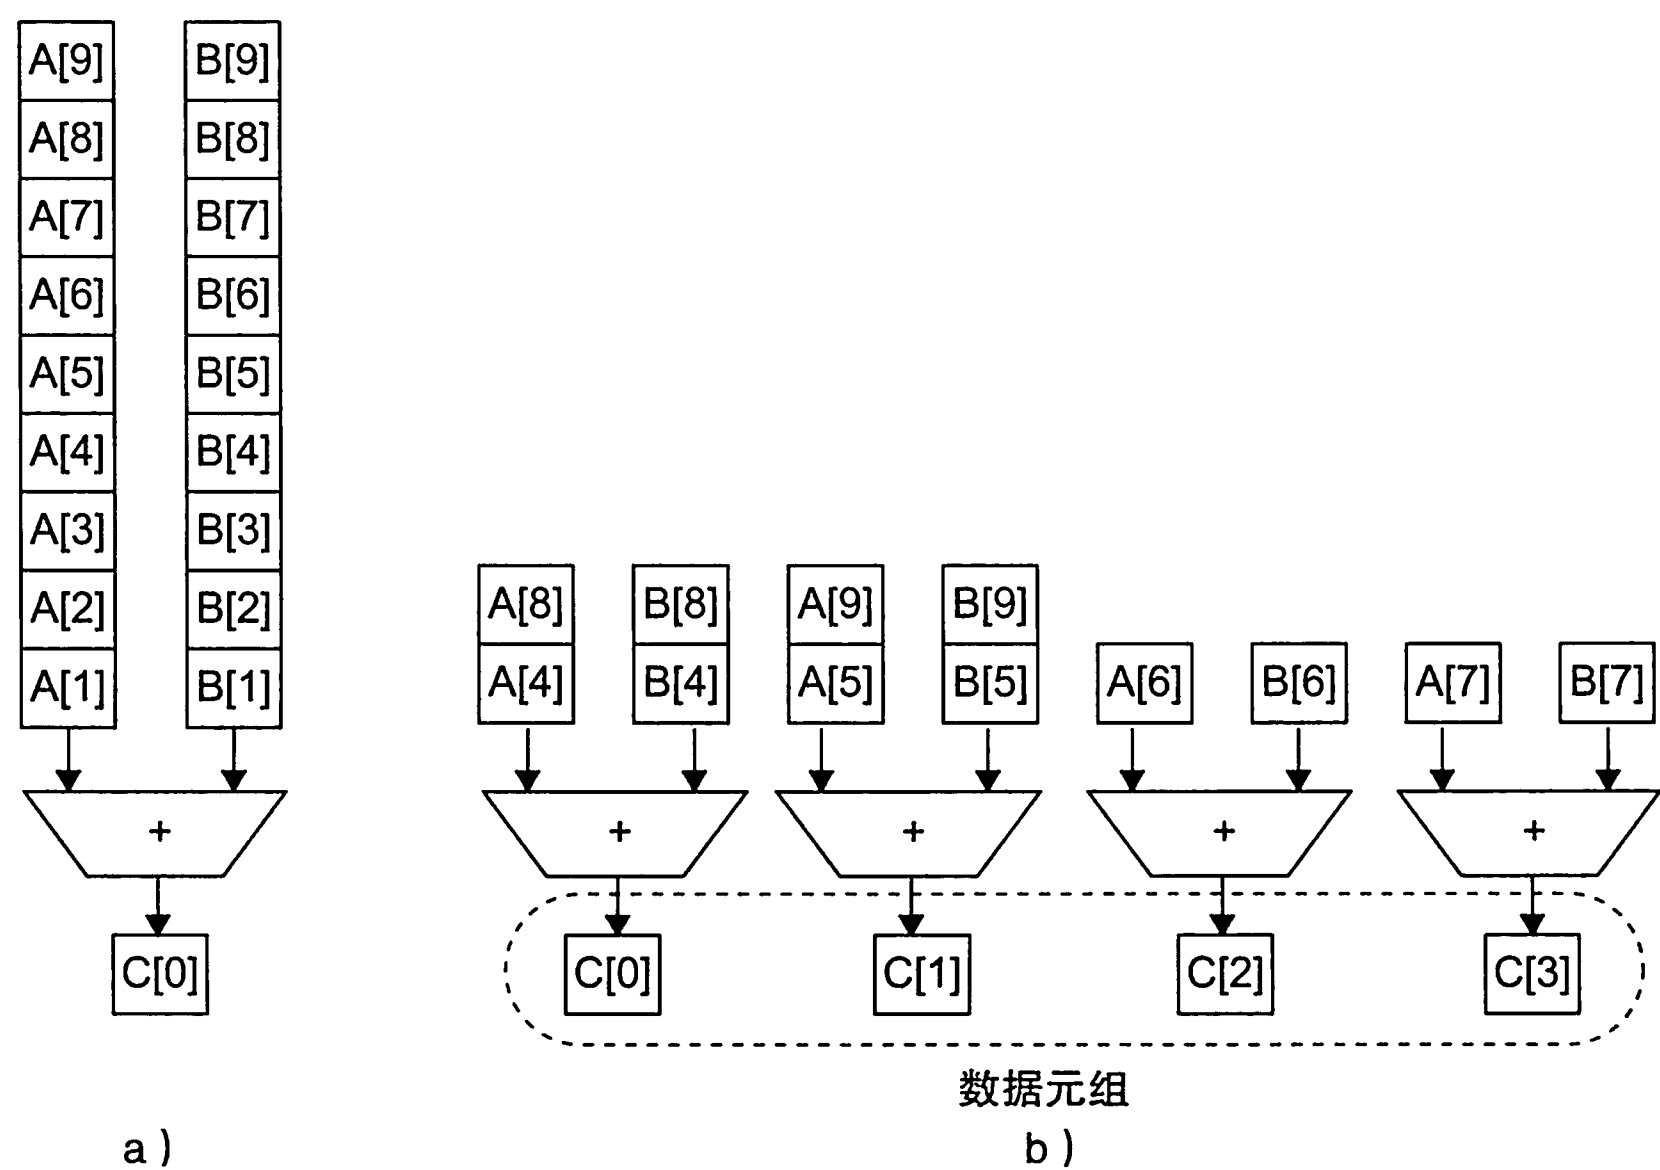 A[9] B[9]
A[8] B[8]
A[7] B[7]
A[6] B[6]
A[5] B[5]
A[4] B[4]
A[3] B[3]
A[2] B[2]
A[1] B[1]
+
C[0]
a)
A[8] B[8] A[9] B[9]
A[4] B[4] A[5] B[5] A[6] B[6] A[7] B[7]
+ + + +
C[0] C[1] C[2] C[3]
数据元组
b)